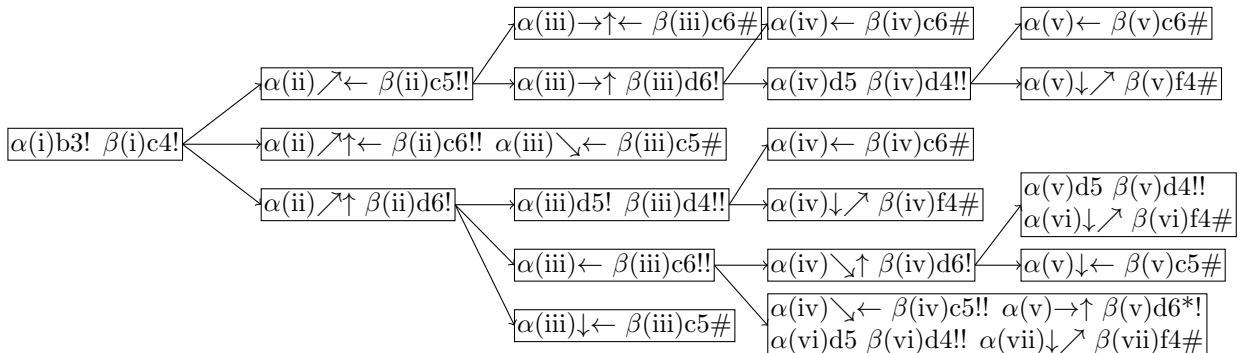 α(iii)→↑← β(iii)c6#
α(iv)← β(iv)c6#
α(v)← β(v)c6#
α(ii)↗← β(ii)c5!!
α(iii)→↑ β(iii)d6!
α(iv)d5 β(iv)d4!!
α(v)↓↗ β(v)f4#
α(i)b3! β(i)c4!
α(ii)↗↑← β(ii)c6!! α(iii)↘← β(iii)c5#
α(iv)← β(iv)c6#
α(ii)↗↑ β(ii)d6!
α(iii)d5! β(iii)d4!!
α(iv)↓↗ β(iv)f4#
α(v)d5 β(v)d4!!
α(vi)↓↗ β(vi)f4#
α(iii)← β(iii)c6!!
α(iv)↘↑ β(iv)d6!
α(v)↓← β(v)c5#
α(iii)↓← β(iii)c5#
α(iv)↘← β(iv)c5!! α(v)→↑ β(v)d6*!
α(vi)d5 β(vi)d4!! α(vii)↓↗ β(vii)f4#